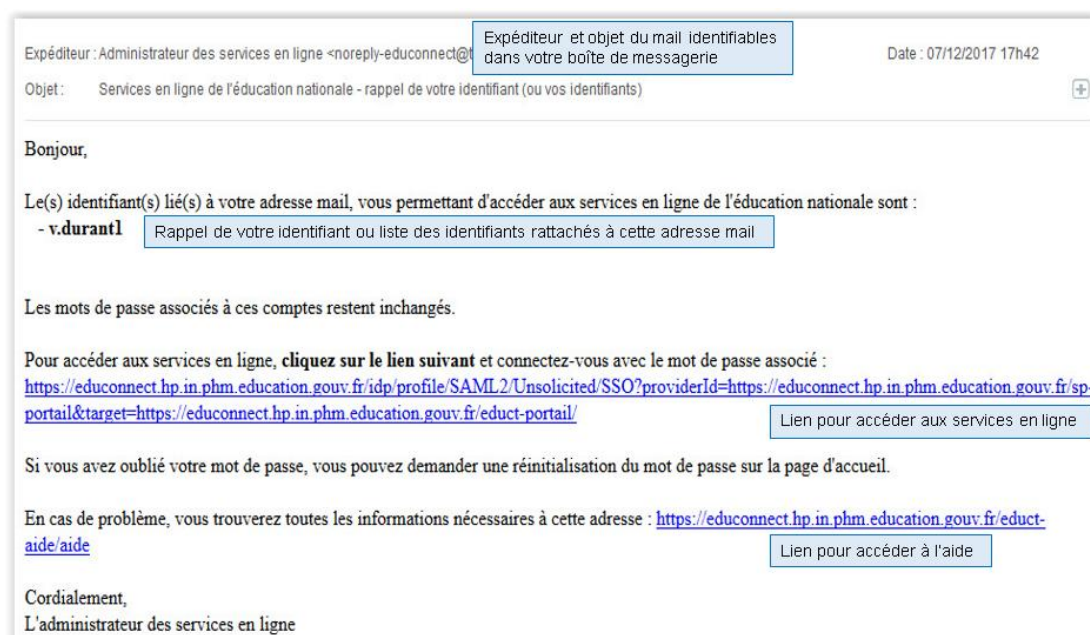 Expéditeur : Administrateur des services en ligne <noreply-educonnect@
Expéditeur et objet du mail identifiables
dans votre boîte de messagerie
Date : 07/12/2017 17h42
Objet : Services en ligne de l'éducation nationale - rappel de votre identifiant (ou vos identifiants)
Bonjour,
Le(s) identifiant(s) lié(s) à votre adresse mail, vous permettant d'accéder aux services en ligne de l'éducation nationale sont :
- v.durant1
Rappel de votre identifiant ou liste des identifiants rattachés à cette adresse mail
Les mots de passe associés à ces comptes restent inchangés.
Pour accéder aux services en ligne, cliquez sur le lien suivant et connectez-vous avec le mot de passe associé :
https://educonnect.hp.in.phm.education.gouv.fr/idp/profile/SAML2/Unsolicited/SSO?providerId=https://educonnect.hp.in.phm.education.gouv.fr/sp-
portail&target=https://educonnect.hp.in.phm.education.gouv.fr/educt-portail/
Lien pour accéder aux services en ligne
Si vous avez oublié votre mot de passe, vous pouvez demander une réinitialisation du mot de passe sur la page d'accueil.
En cas de problème, vous trouverez toutes les informations nécessaires à cette adresse : https://educonnect.hp.in.phm.education.gouv.fr/educt-
aide/aide
Lien pour accéder à l'aide
Cordialement,
L'administrateur des services en ligne